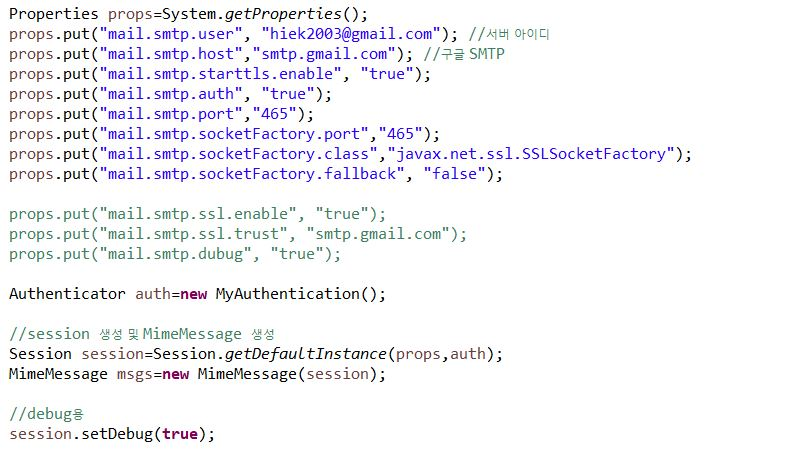 Properties props=System.getProperties();
props.put("mail.smtp.user", "hiek2003@gmail.com"); //서버 아이디
props.put("mail.smtp.host","smtp.gmail.com"); //구글 SMTP
props.put("mail.smtp.starttls.enable", "true");
props.put("mail.smtp.auth", "true");
props.put("mail.smtp.port","465");
props.put("mail.smtp.socketFactory.port","465");
props.put("mail.smtp.socketFactory.class","javax.net.ssl.SSLSocketFactory");
props.put("mail.smtp.socketFactory.fallback", "false");
props.put("mail.smtp.ssl.enable", "true");
props.put("mail.smtp.ssl.trust", "smtp.gmail.com");
props.put("mail.smtp.dubug", "true");
Authenticator auth=new MyAuthentication();
//session 생성 및 MimeMessage 생성
Session session=Session.getDefaultInstance(props,auth);
MimeMessage msgs=new MimeMessage(session);
//debug용
session.setDebug(true);